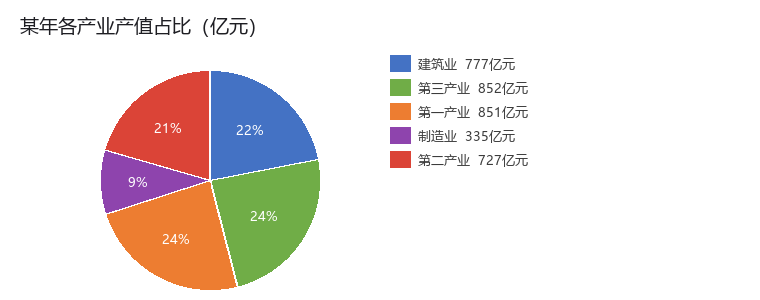 某年各产业产值占比（亿元）
建筑业 777亿元
第三产业 852亿元
第一产业 851亿元
制造业 335亿元
第二产业 727亿元
21%
22%
9%
24%
24%